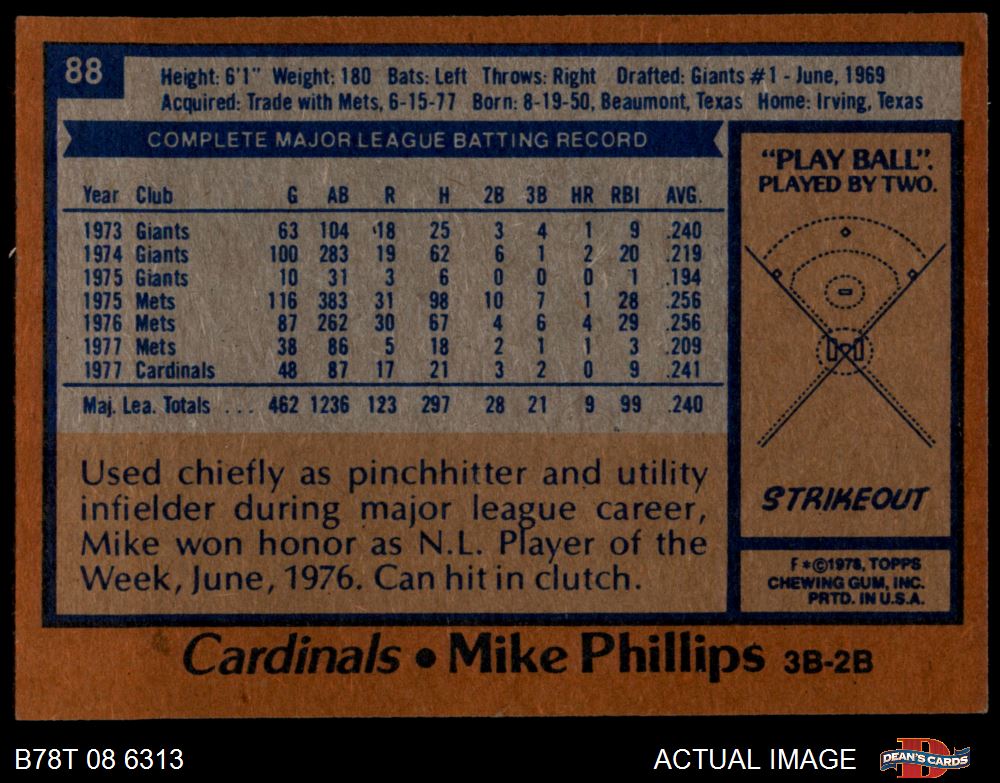 88
Height: 6'1" Weight: 180 Bats: Left Throws: Right Drafted: Giants #1 - June, 1969
Acquired: Trade with Mets, 6-15-77 Born: 8-19-50, Beaumont, Texas Home: Irving, Texas
COMPLETE MAJOR LEAGUE BATTING RECORD
Year Club G AB R H 2B 3B HR RBI AVG.
1973 Giants 63 104 18 25 3 4 1 9 .240
1974 Giants 100 283 19 62 6 1 2 20 .219
1975 Giants 10 31 3 6 0 0 0 1 .194
1975 Mets 116 383 31 98 10 7 1 28 .256
1976 Mets 87 262 30 67 4 6 4 29 .256
1977 Mets 38 86 5 18 2 1 1 3 .209
1977 Cardinals 48 87 17 21 3 2 0 9 .241
Maj. Lea. Totals ... 462 1236 123 297 28 21 9 99 .240
Used chiefly as pinchhitter and utility
infielder during major league career,
Mike won honor as N.L. Player of the
Week, June, 1976. Can hit in clutch.
"PLAY BALL".
PLAYED BY TWO.
STRIKEOUT
F*©1978, TOPPS
CHEWING GUM, INC.
PRTD. IN U.S.A.
Cardinals • Mike Phillips 3B-2B
B78T 08 6313
ACTUAL IMAGE
D
DEAN'S CARDS